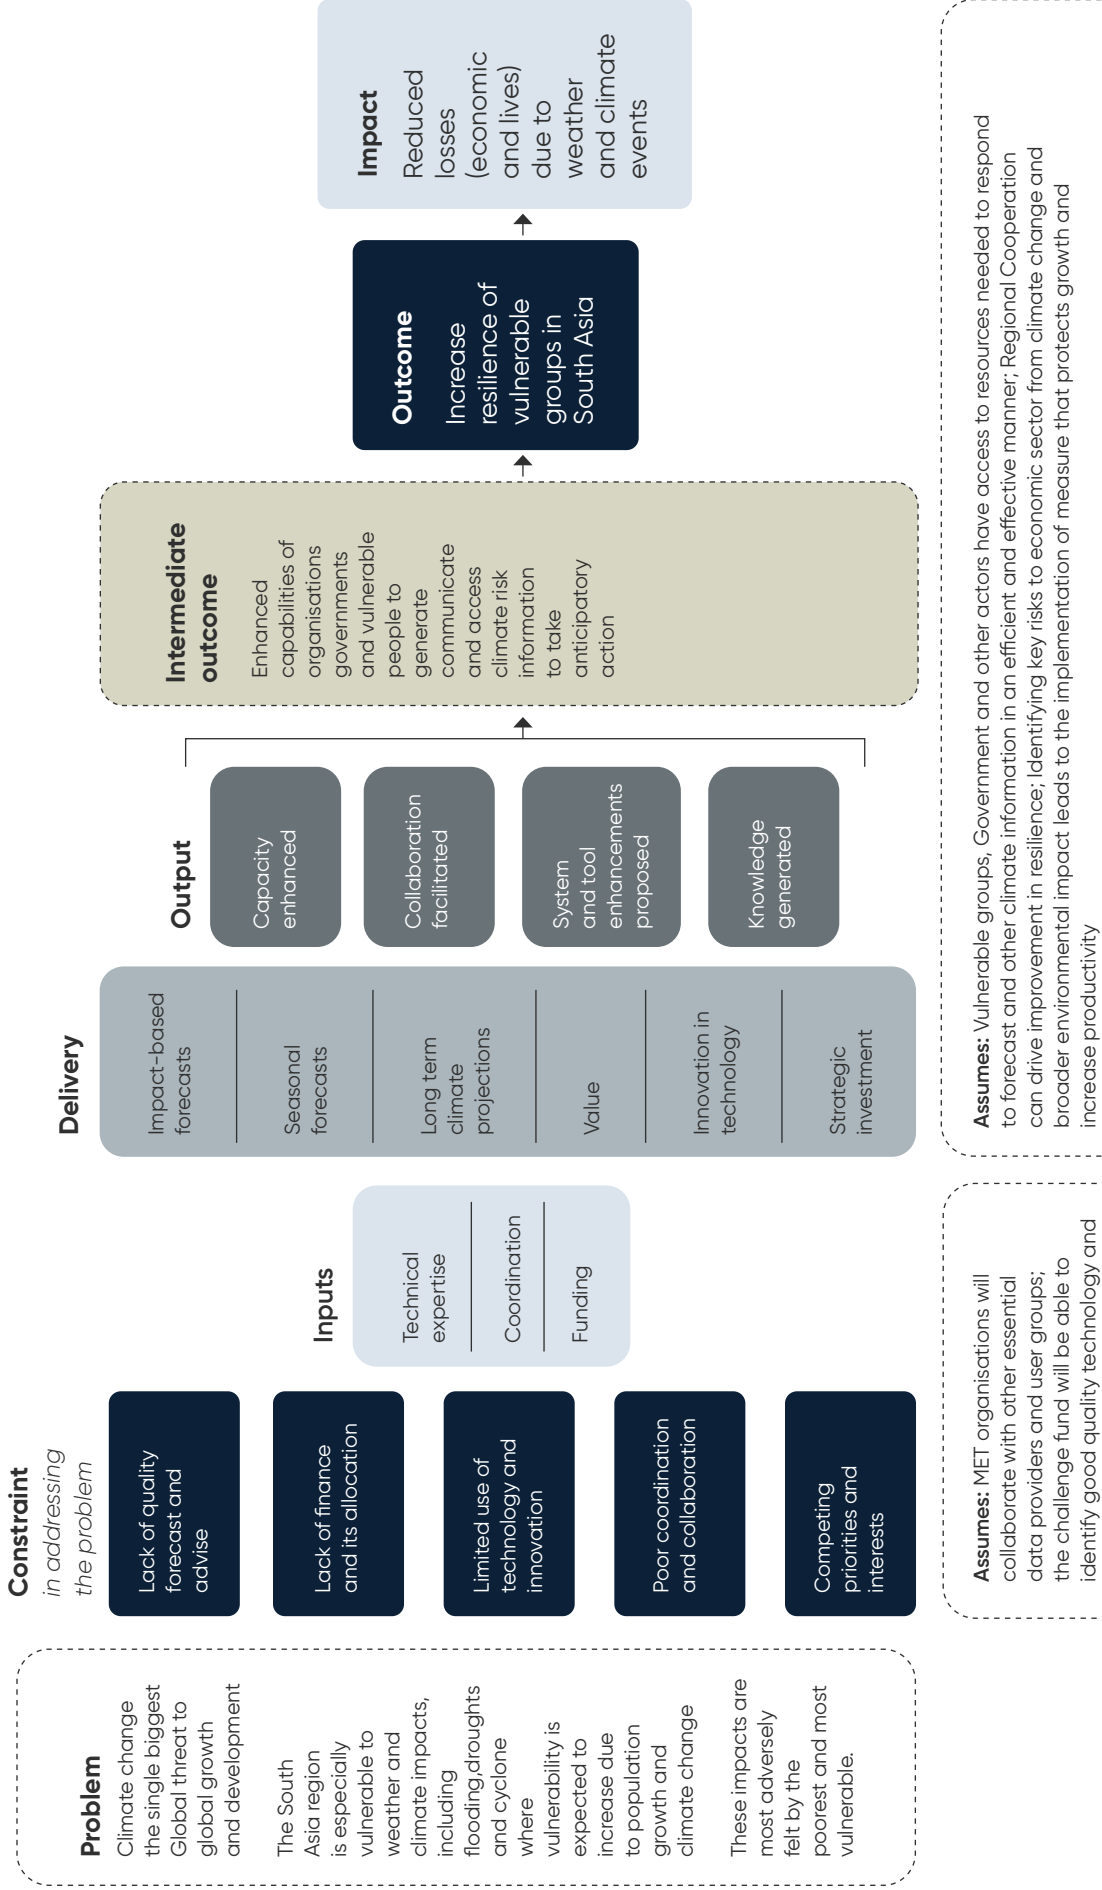 Problem
Climate change
the single biggest
Global threat to
global growth
and development
The South
Asia region
is especially
vulnerable to
weather and
climate impacts,
including
flooding,droughts
and cyclone
where
vulnerability is
expected to
increase due
to population
growth and
climate change
These impacts are
most adversely
felt by the
poorest and most
vulnerable.
Constraint
in addressing
the problem
Lack of quality
forecast and
advise
Lack of finance
and its allocation
Limited use of
technology and
innovation
Poor coordination
and collaboration
Competing
priorities and
interests
Inputs
Technical
expertise
Coordination
Funding
Delivery
Impact-based
forecasts
Seasonal
forecasts
Long term
climate
projections
Value
Innovation in
technology
Strategic
investment
Output
Capacity
enhanced
Collaboration
facilitated
System
and tool
enhancements
proposed
Knowledge
generated
Intermediate
outcome
Enhanced
capabilities of
organisations
governments
and vulnerable
people to
generate
communicate
and access
climate risk
information
to take
anticipatory
action
Outcome
Increase
resilience of
vulnerable
groups in
South Asia
Impact
Reduced
losses
(economic
and lives)
due to
weather
and climate
events
Assumes: MET organisations will
collaborate with other essential
data providers and user groups;
the challenge fund will be able to
identify good quality technology and
Assumes: Vulnerable groups, Government and other actors have access to resources needed to respond
to forecast and other climate information in an efficient and effective manner; Regional Cooperation
can drive improvement in resilience; Identifying key risks to economic sector from climate change and
broader environmental impact leads to the implementation of measure that protects growth and
increase productivity